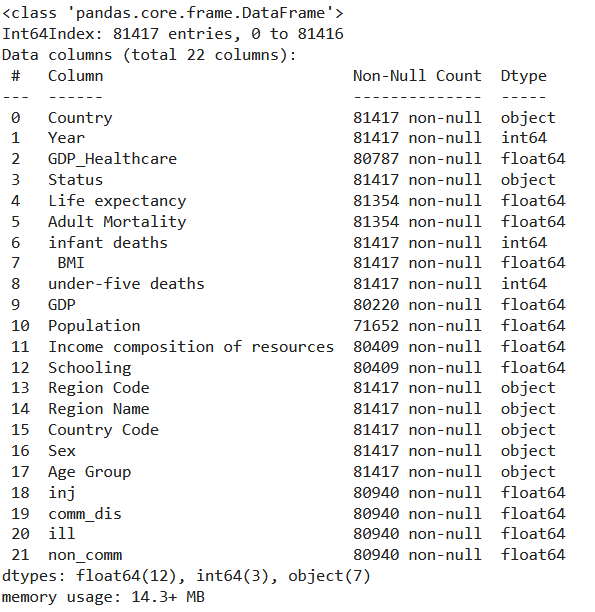 <class 'pandas.core.frame.DataFrame'>
Int64Index: 81417 entries, 0 to 81416
Data columns (total 22 columns):
 #   Column                           Non-Null Count  Dtype
---  ------                           --------------  -----
 0   Country                          81417 non-null  object
 1   Year                             81417 non-null  int64
 2   GDP_Healthcare                   80787 non-null  float64
 3   Status                           81417 non-null  object
 4   Life expectancy                  81354 non-null  float64
 5   Adult Mortality                  81354 non-null  float64
 6   infant deaths                    81417 non-null  int64
 7    BMI                             81417 non-null  float64
 8   under-five deaths                81417 non-null  int64
 9   GDP                              80220 non-null  float64
 10  Population                       71652 non-null  float64
 11  Income composition of resources  80409 non-null  float64
 12  Schooling                        80409 non-null  float64
 13  Region Code                      81417 non-null  object
 14  Region Name                      81417 non-null  object
 15  Country Code                     81417 non-null  object
 16  Sex                              81417 non-null  object
 17  Age Group                        81417 non-null  object
 18  inj                              80940 non-null  float64
 19  comm_dis                         80940 non-null  float64
 20  ill                              80940 non-null  float64
 21  non_comm                         80940 non-null  float64
dtypes: float64(12), int64(3), object(7)
memory usage: 14.3+ MB